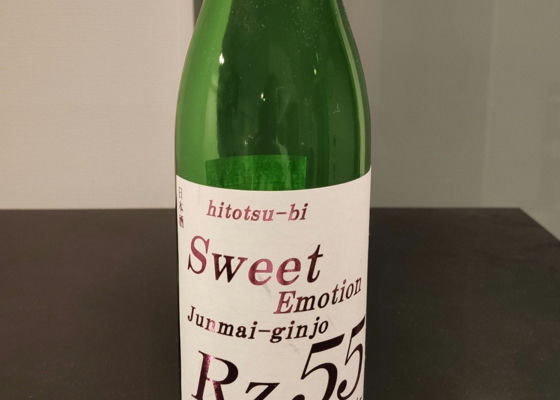 日本酒
hitotsu-bi
Sweet
Emotion
Junmai-ginjo
Rz55